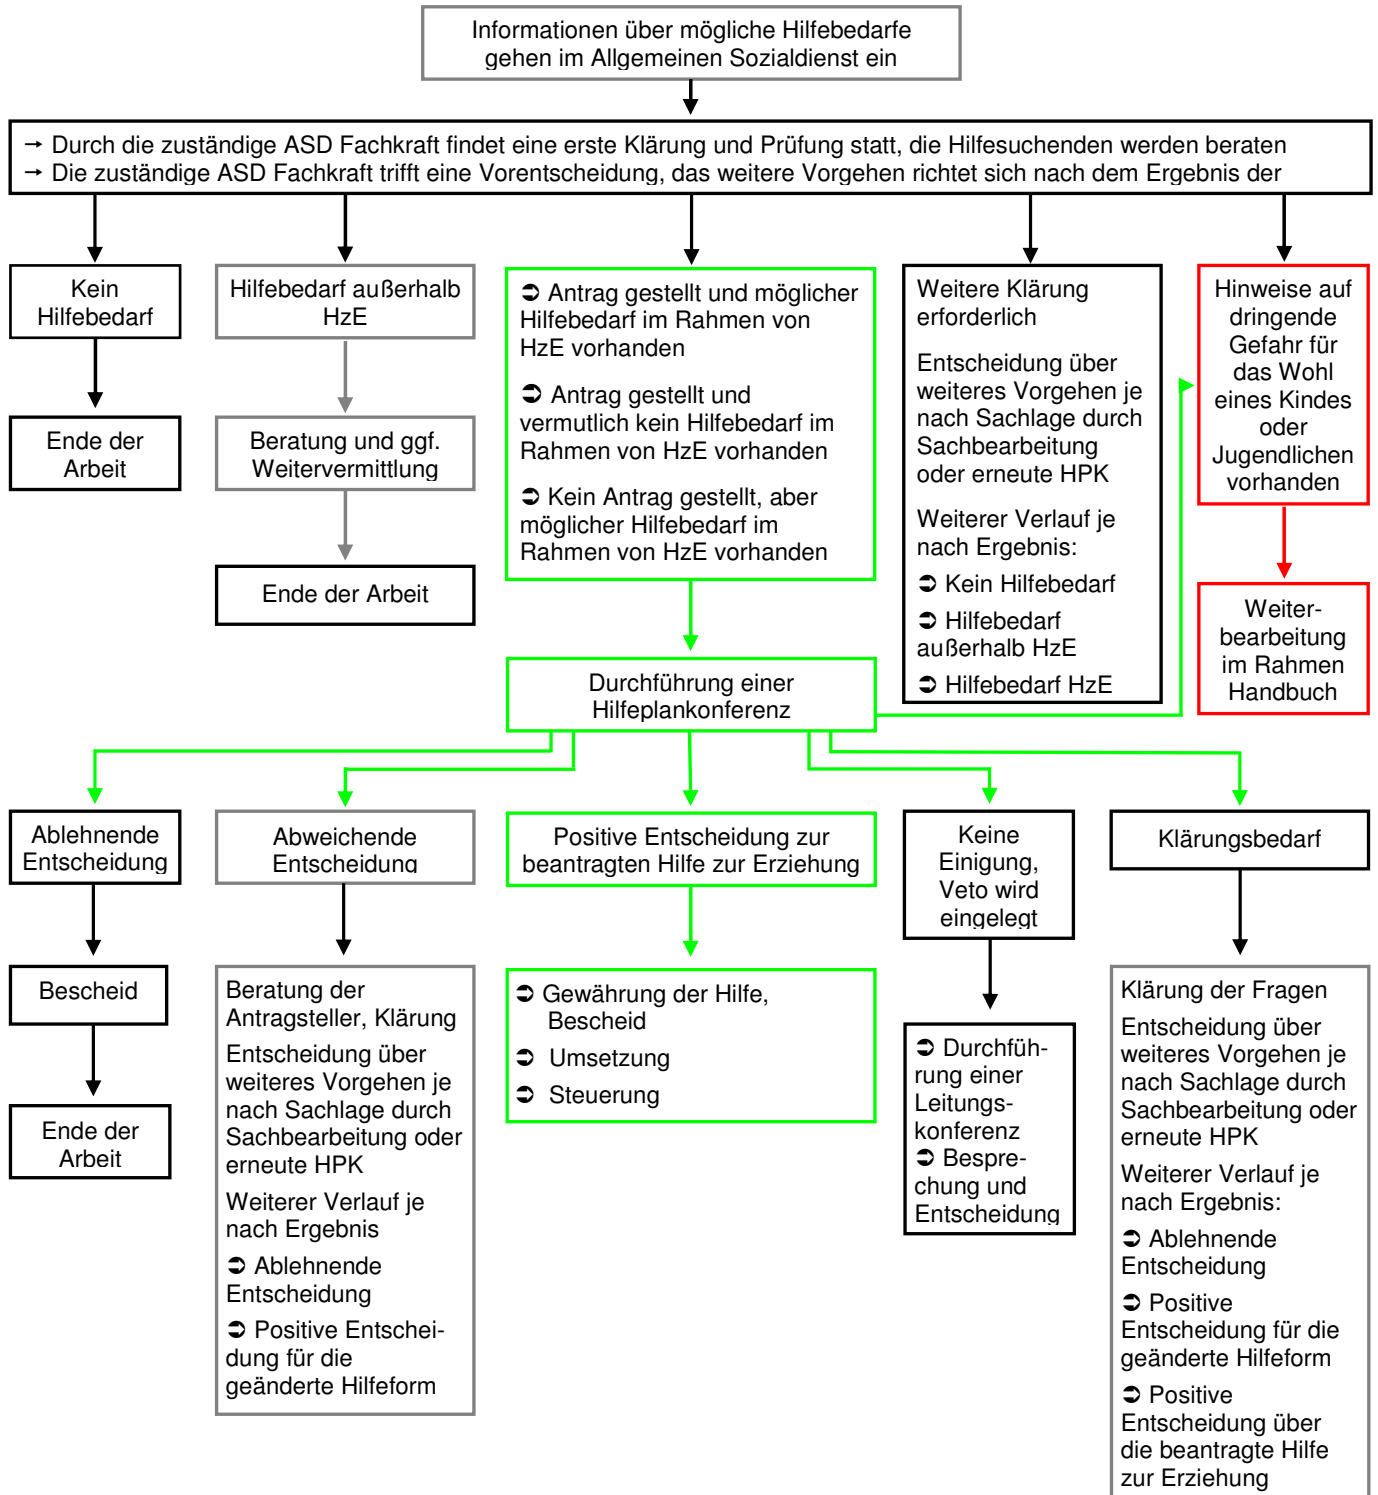 Informationen über mögliche Hilfebedarfe
gehen im Allgemeinen Sozialdienst ein
→ Durch die zuständige ASD Fachkraft findet eine erste Klärung und Prüfung statt, die Hilfesuchenden werden beraten
→ Die zuständige ASD Fachkraft trifft eine Vorentscheidung, das weitere Vorgehen richtet sich nach dem Ergebnis der
Kein
Hilfebedarf
Ende der
Arbeit
Hilfebedarf außerhalb
HzE
Beratung und ggf.
Weitervermittlung
Ende der Arbeit
➲ Antrag gestellt und möglicher
Hilfebedarf im Rahmen von
HzE vorhanden
➲ Antrag gestellt und
vermutlich kein Hilfebedarf im
Rahmen von HzE vorhanden
➲ Kein Antrag gestellt, aber
möglicher Hilfebedarf im
Rahmen von HzE vorhanden
Weitere Klärung
erforderlich
Entscheidung über
weiteres Vorgehen je
nach Sachlage durch
Sachbearbeitung
oder erneute HPK
Weiterer Verlauf je
nach Ergebnis:
➲ Kein Hilfebedarf
➲ Hilfebedarf
außerhalb HzE
➲ Hilfebedarf HzE
Hinweise auf
dringende
Gefahr für
das Wohl
eines Kindes
oder
Jugendlichen
vorhanden
Weiter-
bearbeitung
im Rahmen
Handbuch
Durchführung einer
Hilfeplankonferenz
Ablehnende
Entscheidung
Bescheid
Ende der
Arbeit
Abweichende
Entscheidung
Beratung der
Antragsteller, Klärung
Entscheidung über
weiteres Vorgehen je
nach Sachlage durch
Sachbearbeitung oder
erneute HPK
Weiterer Verlauf je
nach Ergebnis
➲ Ablehnende
Entscheidung
➲ Positive Entschei-
dung für die
geänderte Hilfeform
Positive Entscheidung zur
beantragten Hilfe zur Erziehung
➲ Gewährung der Hilfe,
Bescheid
➲ Umsetzung
➲ Steuerung
Keine
Einigung,
Veto wird
eingelegt
➲ Durchfüh-
rung einer
Leitungs-
konferenz
➲ Bespre-
chung und
Entscheidung
Klärungsbedarf
Klärung der Fragen
Entscheidung über
weiteres Vorgehen je
nach Sachlage durch
Sachbearbeitung oder
erneute HPK
Weiterer Verlauf je
nach Ergebnis:
➲ Ablehnende
Entscheidung
➲ Positive
Entscheidung für die
geänderte Hilfeform
➲ Positive
Entscheidung über
die beantragte Hilfe
zur Erziehung